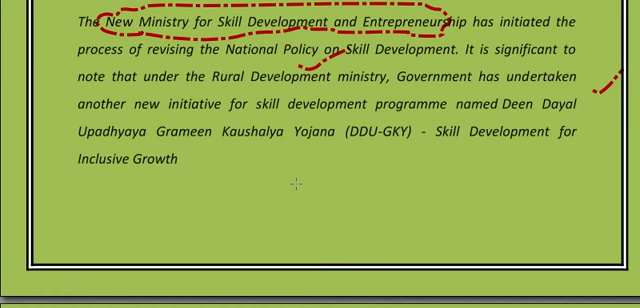 The New Ministry for Skill Development and Entrepreneurship has initiated the
process of revising the National Policy on Skill Development. It is significant to
note that under the Rural Development ministry, Government has undertaken
another new initiative for skill development programme named Deen Dayal
Upadhyaya Grameen Kaushalya Yojana (DDU-GKY) - Skill Development for
Inclusive Growth